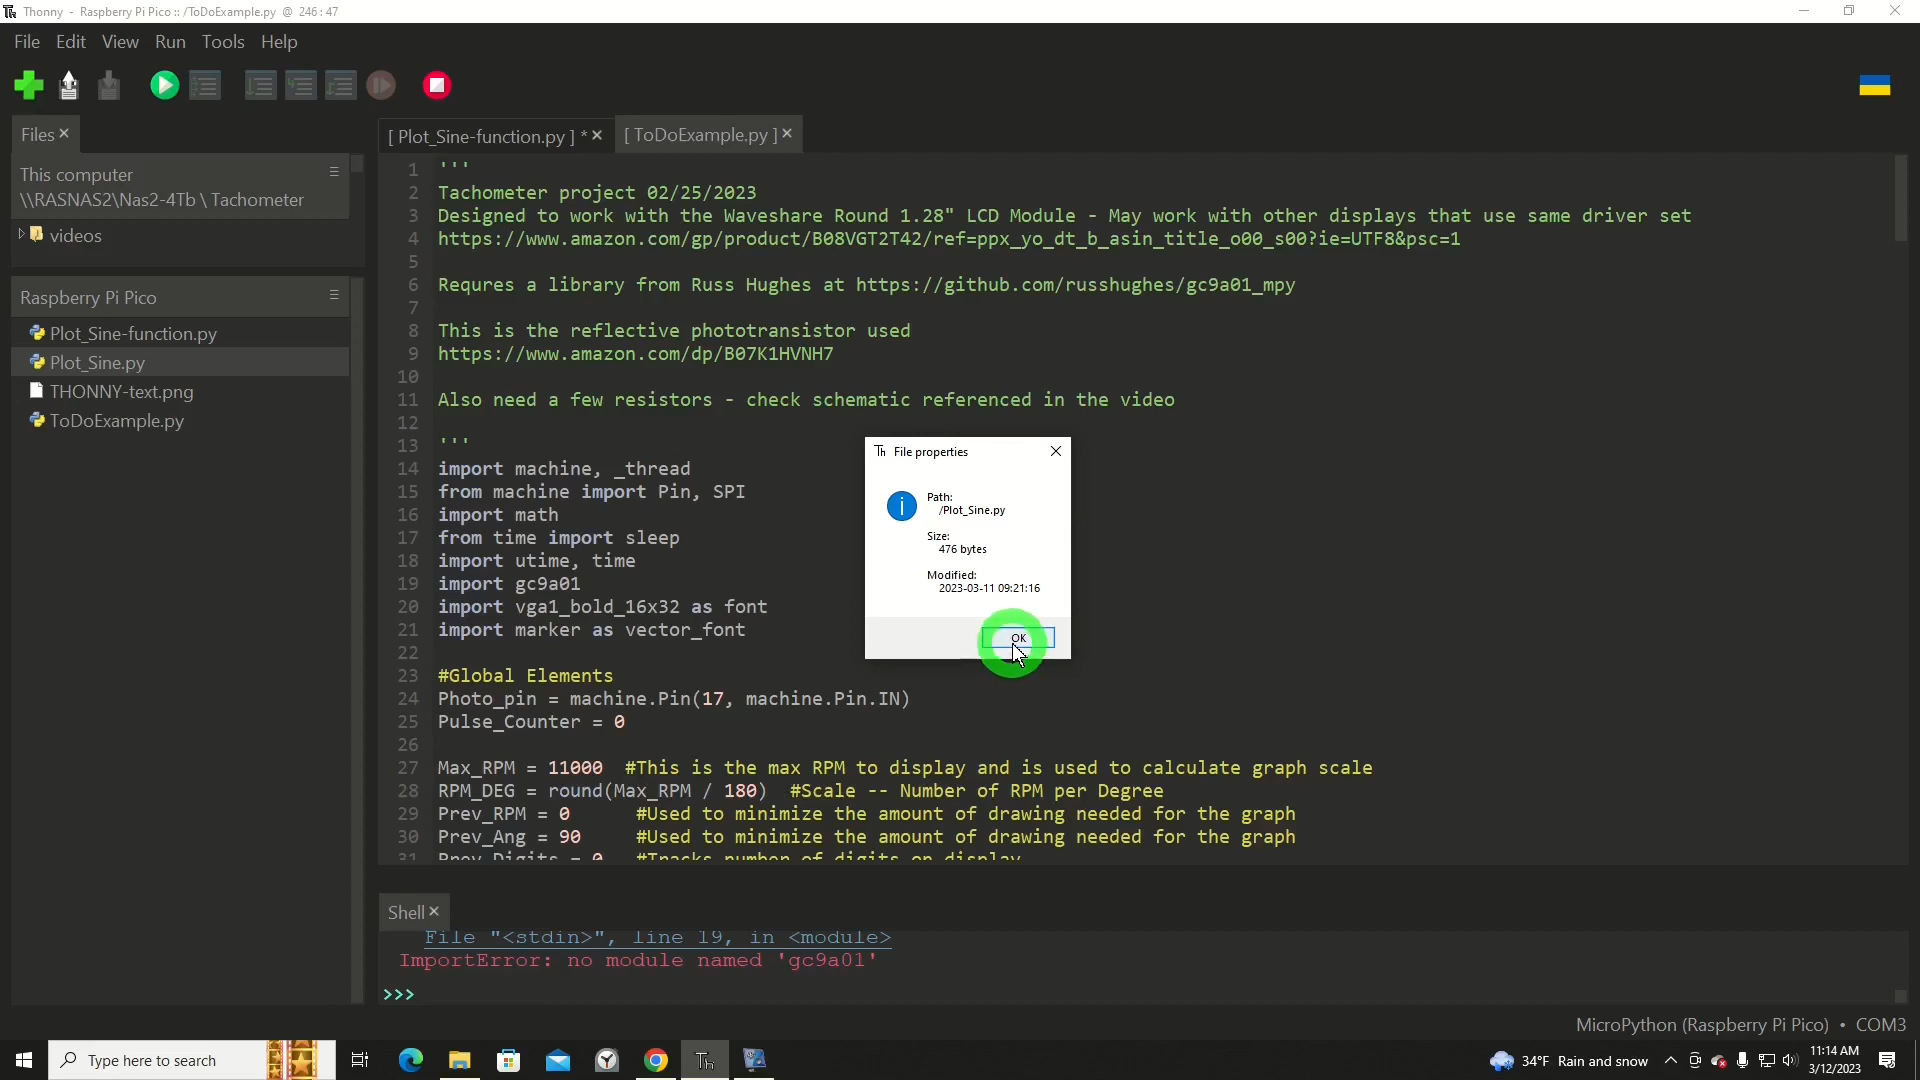 Thonny - Raspberry Pi Pico :: /ToDoExample.py @ 246 : 47
File Edit View Run Tools Help
Files
This computer
\\RASNAS2\Nas2-4Tb \ Tachometer
videos
Raspberry Pi Pico
Plot_Sine-function.py
Plot_Sine.py
THONNY-text.png
ToDoExample.py
[ Plot_Sine-function.py ] *
[ ToDoExample.py ]
1 '''
2 Tachometer project 02/25/2023
3 Designed to work with the Waveshare Round 1.28" LCD Module - May work with other displays that use same driver set
4 https://www.amazon.com/gp/product/B08VGT2T42/ref=ppx_yo_dt_b_asin_title_o00_s00?ie=UTF8&psc=1
5
6 Requres a library from Russ Hughes at https://github.com/russhughes/gc9a01_mpy
7
8 This is the reflective phototransistor used
9 https://www.amazon.com/dp/B07K1HVNH7
10
11 Also need a few resistors - check schematic referenced in the video
12
13 '''
14 import machine, _thread
15 from machine import Pin, SPI
16 import math
17 from time import sleep
18 import utime, time
19 import gc9a01
20 import vga1_bold_16x32 as font
21 import marker as vector_font
22
23 #Global Elements
24 Photo_pin = machine.Pin(17, machine.Pin.IN)
25 Pulse_Counter = 0
26
27 Max_RPM = 11000 #This is the max RPM to display and is used to calculate graph scale
28 RPM_DEG = round(Max_RPM / 180) #Scale -- Number of RPM per Degree
29 Prev_RPM = 0 #Used to minimize the amount of drawing needed for the graph
30 Prev_Ang = 90 #Used to minimize the amount of drawing needed for the graph
31 Prev_Digits = 0 #Tracks number of digits on display
File properties
Path:
/Plot_Sine.py
Size:
476 bytes
Modified:
2023-03-11 09:21:16
OK
Shell
File "<stdin>", line 19, in <module>
ImportError: no module named 'gc9a01'
>>>
MicroPython (Raspberry Pi Pico) • COM3
Type here to search
34°F Rain and snow
11:14 AM
3/12/2023